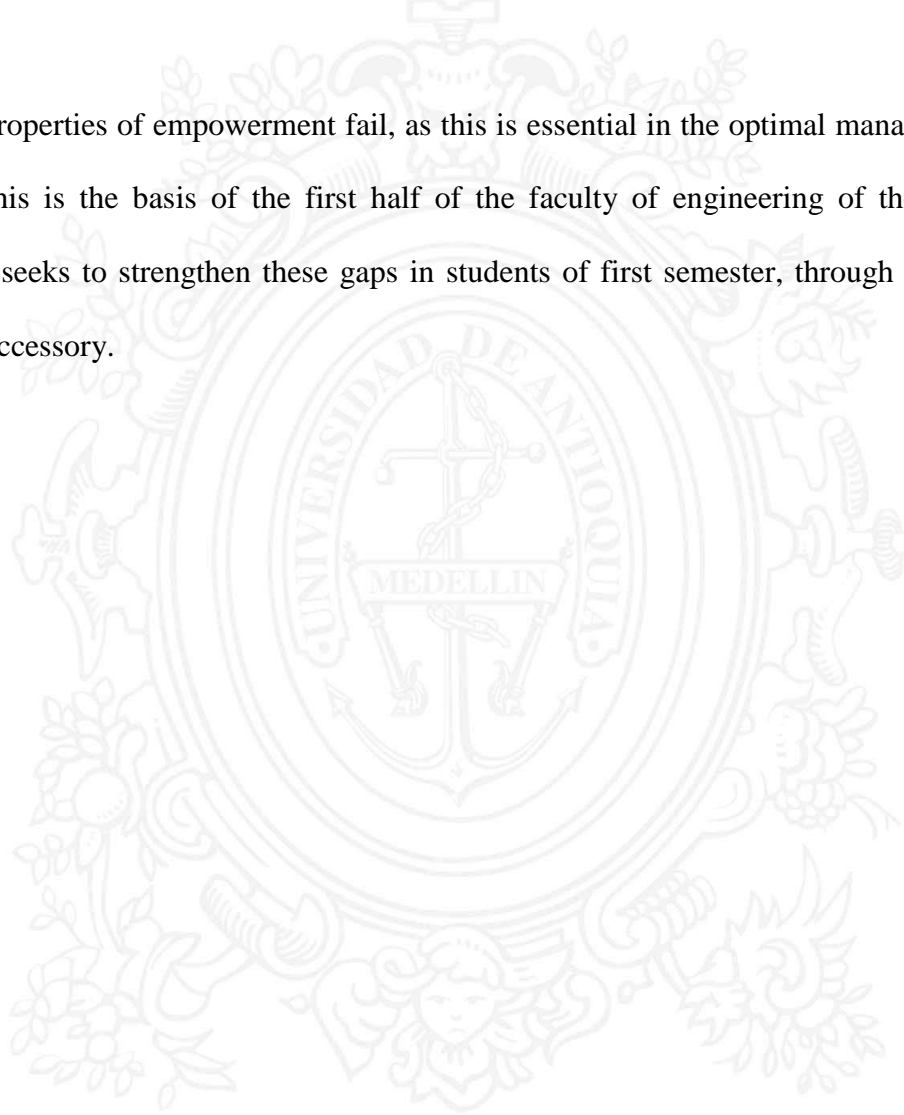 roperties of empowerment fail, as this is essential in the optimal mana
his is the basis of the first half of the faculty of engineering of th
seeks to strengthen these gaps in students of first semester, through
ccessory.
UNIVERSIDAD DE ANTIOQUIA
MEDELLIN